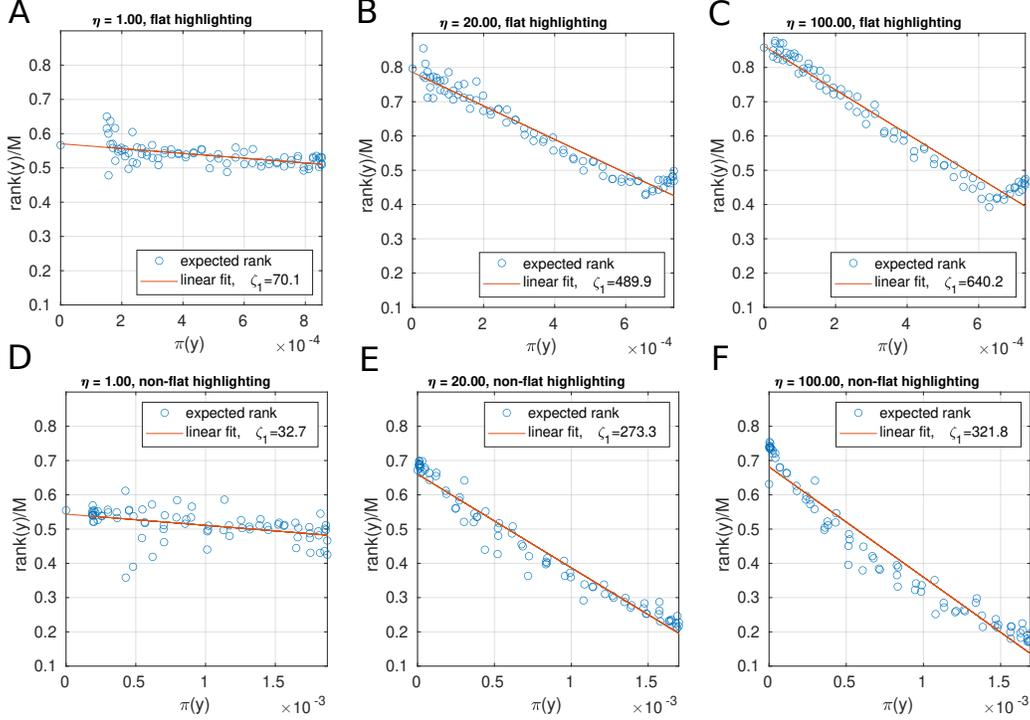 A
η = 1.00, flat highlighting
rank(y)/M
0.8
0.7
0.6
0.5
0.4
0.3
0.2
0.1
expected rank
linear fit, ζ1=70.1
0 2 4 6 8
π(y) ×10 -4
B
η = 20.00, flat highlighting
rank(y)/M
0.8
0.7
0.6
0.5
0.4
0.3
0.2
0.1
expected rank
linear fit, ζ1=489.9
0 2 4 6
π(y) ×10 -4
C
η = 100.00, flat highlighting
rank(y)/M
0.8
0.7
0.6
0.5
0.4
0.3
0.2
0.1
expected rank
linear fit, ζ1=640.2
0 2 4 6
π(y) ×10 -4
D
η = 1.00, non-flat highlighting
rank(y)/M
0.8
0.7
0.6
0.5
0.4
0.3
0.2
0.1
expected rank
linear fit, ζ1=32.7
0 0.5 1 1.5
π(y) ×10 -3
E
η = 20.00, non-flat highlighting
rank(y)/M
0.8
0.7
0.6
0.5
0.4
0.3
0.2
0.1
expected rank
linear fit, ζ1=273.3
0 0.5 1 1.5
π(y) ×10 -3
F
η = 100.00, non-flat highlighting
rank(y)/M
0.8
0.7
0.6
0.5
0.4
0.3
0.2
0.1
expected rank
linear fit, ζ1=321.8
0 0.5 1 1.5
π(y) ×10 -3